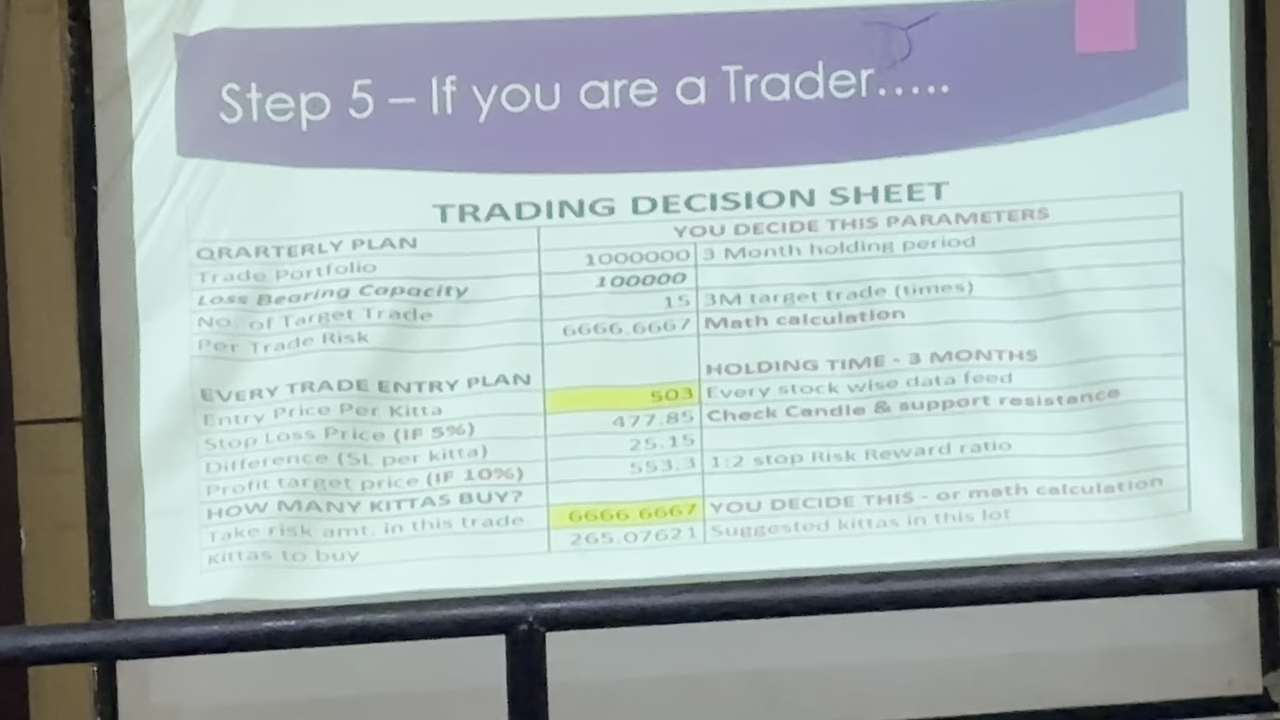 Step 5 – If you are a Trader.....
TRADING DECISION SHEET
QRARTERLY PLAN YOU DECIDE THIS PARAMETERS
Trade Portfolio 1000000 3 Month holding period
Loss Bearing Capacity 100000
No. of Target Trade 15 3M target trade (times)
Per Trade Risk 6666.6667 Math calculation
EVERY TRADE ENTRY PLAN HOLDING TIME - 3 MONTHS
Entry Price Per Kitta 503 Every stock wise data feed
Stop Loss Price (IF 5%) 477.85 Check Candle & support resistance
Difference (SL per kitta) 25.15
Profit target price (IF 10%) 553.3 1:2 stop Risk Reward ratio
HOW MANY KITTAS BUY?
Take risk amt. in this trade 6666.6667 YOU DECIDE THIS - or math calculation
Kittas to buy 265.07621 Suggested kittas in this lot